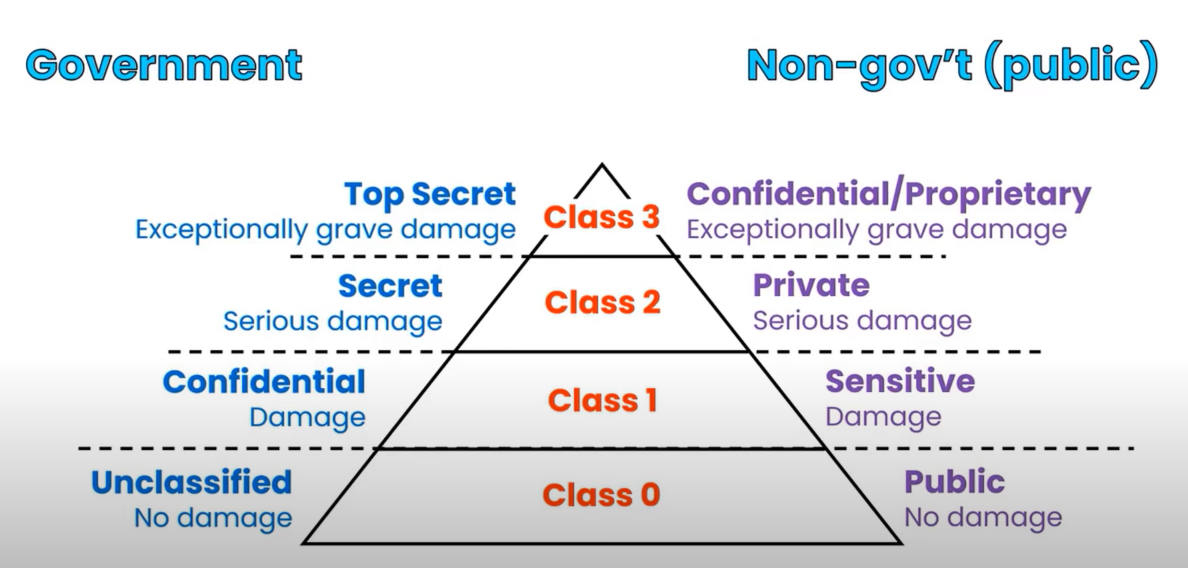 Government
Non-gov't (public)
Top Secret
Exceptionally grave damage
Class 3
Confidential/Proprietary
Exceptionally grave damage
Secret
Serious damage
Class 2
Private
Serious damage
Confidential
Damage
Class 1
Sensitive
Damage
Unclassified
No damage
Class 0
Public
No damage